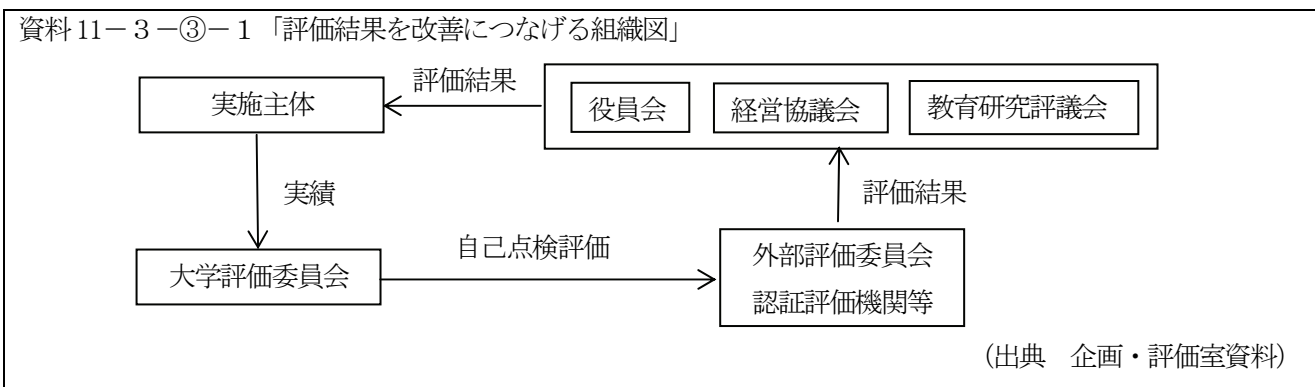 資料11-3-③-1「評価結果を改善につなげる組織図」
実施主体
評価結果
役員会
経営協議会
教育研究評議会
実績
評価結果
大学評価委員会
自己点検評価
外部評価委員会
認証評価機関等
(出典 企画・評価室資料)